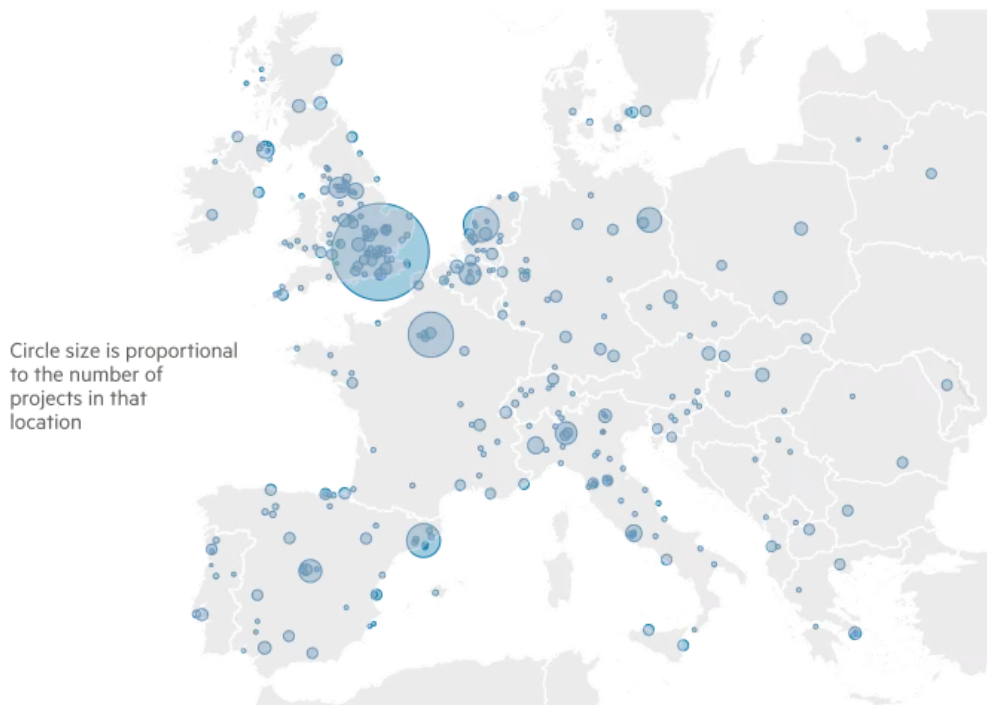 Circle size is proportional
to the number of
projects in that
location